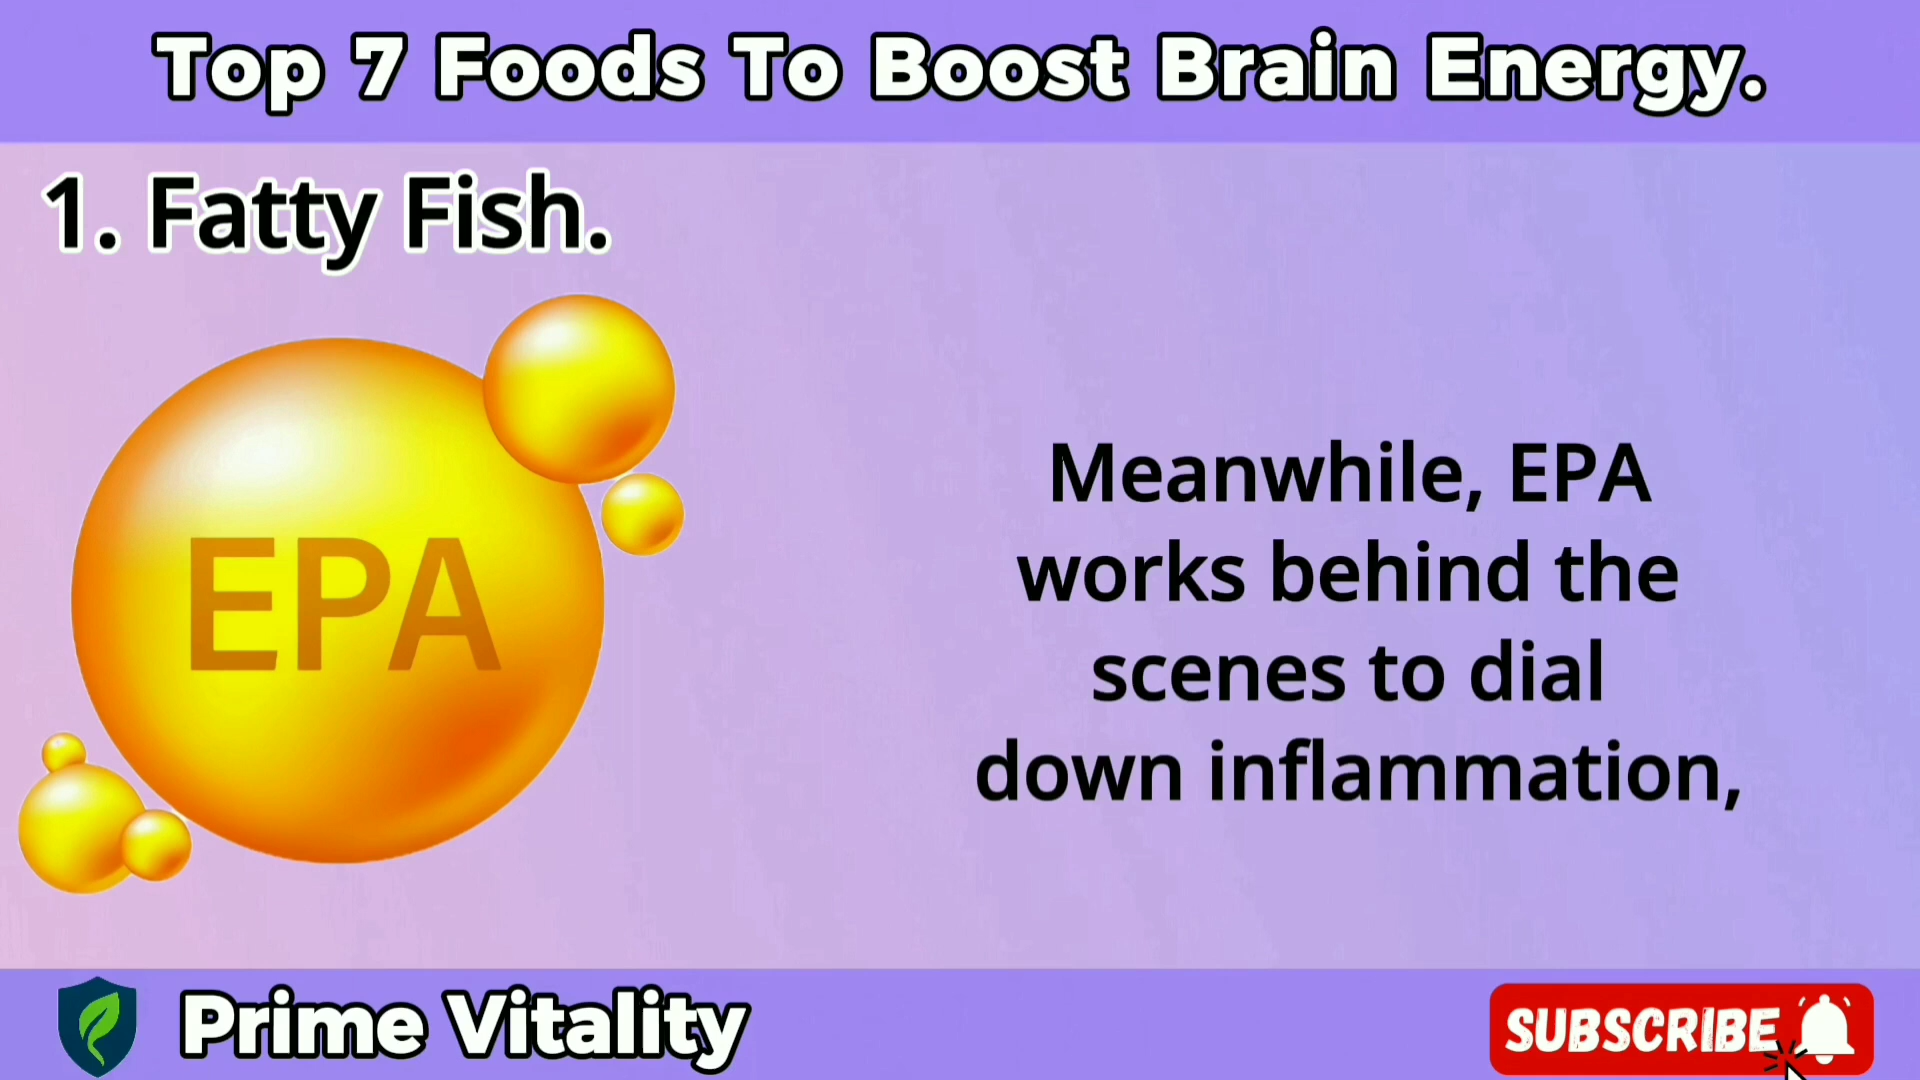 Top 7 Foods To Boost Brain Energy.
1. Fatty Fish.
EPA
Meanwhile, EPA
works behind the
scenes to dial
down inflammation,
Prime Vitality
SUBSCRIBE